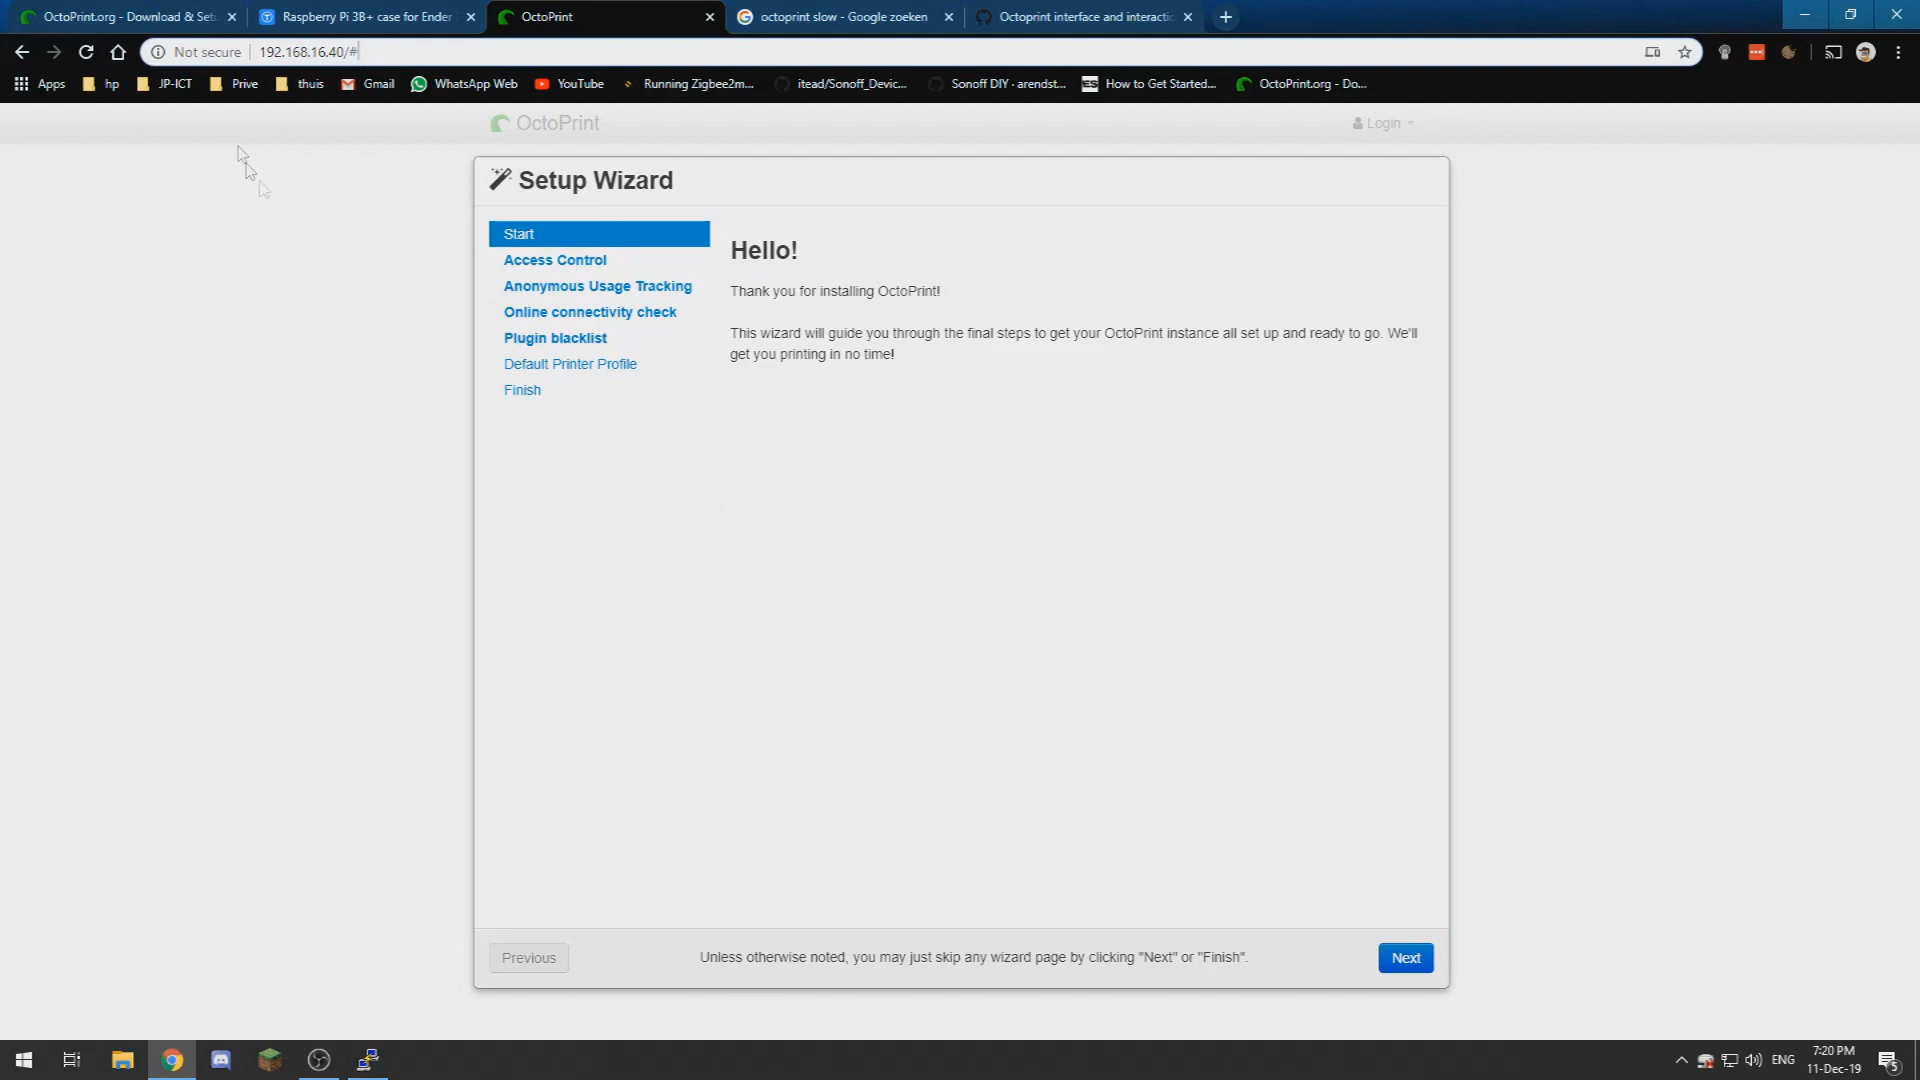 OctoPrint.org - Download & Setu
Raspberry Pi 3B+ case for Ender
OctoPrint
octoprint slow - Google zoeken
Octoprint interface and interactic
Not secure
192.168.16.40/#
Apps
hp
JP-ICT
Prive
thuis
Gmail
WhatsApp Web
YouTube
Running Zigbee2m...
itead/Sonoff_Devic...
Sonoff DIY · arendst...
How to Get Started...
OctoPrint.org - Do...
OctoPrint
Login
Setup Wizard
Start
Access Control
Anonymous Usage Tracking
Online connectivity check
Plugin blacklist
Default Printer Profile
Finish
Hello!
Thank you for installing OctoPrint!
This wizard will guide you through the final steps to get your OctoPrint instance all set up and ready to go. We'll
get you printing in no time!
Previous
Unless otherwise noted, you may just skip any wizard page by clicking "Next" or "Finish".
Next
ENG
7:20 PM
11-Dec-19
5